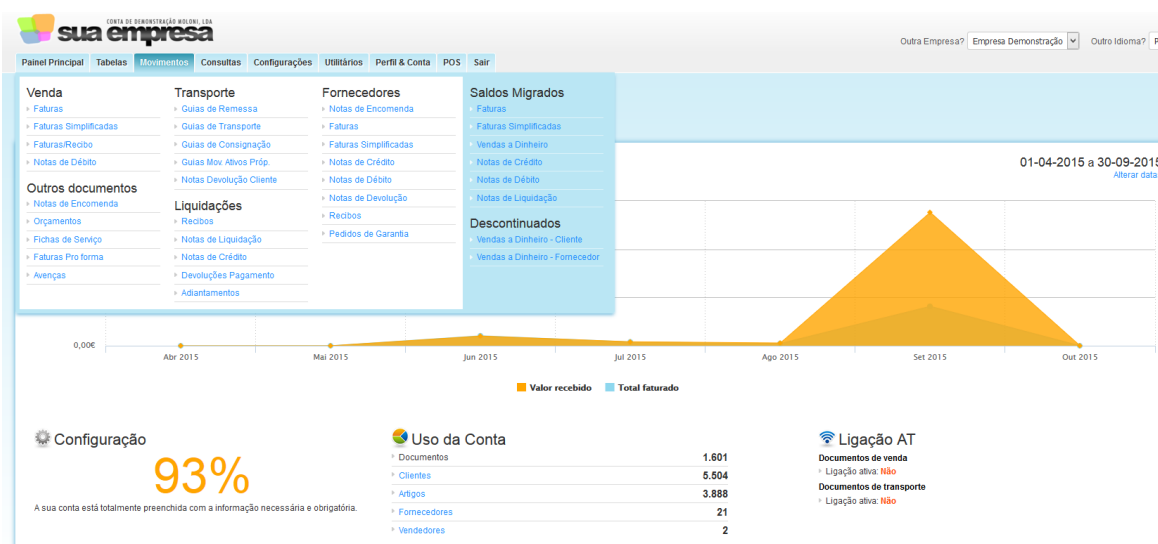 CONTA DE DEMONSTRAÇÃO MOLONI, LDA
sua empresa
Outra Empresa? Empresa Demonstração Outro Idioma? P
Painel Principal Tabelas Movimentos Consultas Configurações Utilitários Perfil & Conta POS Sair
Venda
Faturas
Faturas Simplificadas
Faturas/Recibo
Notas de Débito
Outros documentos
Notas de Encomenda
Orçamentos
Fichas de Serviço
Faturas Pro forma
Avenças
Transporte
Guias de Remessa
Guias de Transporte
Guias de Consignação
Guias Mov. Ativos Próp.
Notas Devolução Cliente
Liquidações
Recibos
Notas de Liquidação
Notas de Crédito
Devoluções Pagamento
Adiantamentos
Fornecedores
Notas de Encomenda
Faturas
Faturas Simplificadas
Notas de Crédito
Notas de Débito
Notas de Devolução
Recibos
Pedidos de Garantia
Saldos Migrados
Faturas
Faturas Simplificadas
Vendas a Dinheiro
Notas de Crédito
Notas de Débito
Notas de Liquidação
Descontinuados
Vendas a Dinheiro - Cliente
Vendas a Dinheiro - Fornecedor
01-04-2015 a 30-09-2015
Alterar data
0,00€
Abr 2015 Mai 2015 Jun 2015 Jul 2015 Ago 2015 Set 2015 Out 2015
Valor recebido Total faturado
Configuração
93%
A sua conta está totalmente preenchida com a informação necessária e obrigatória.
Uso da Conta
Documentos 1.601
Clientes 5.504
Artigos 3.888
Fornecedores 21
Vendedores 2
Ligação AT
Documentos de venda
Ligação ativa: Não
Documentos de transporte
Ligação ativa: Não